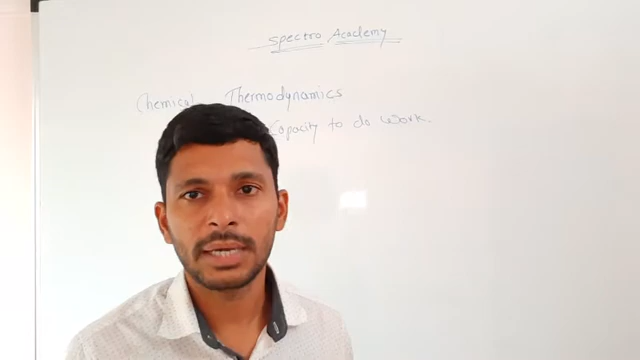 Spectro Academy
Chemical Thermodynamics
Capacity to do Work.